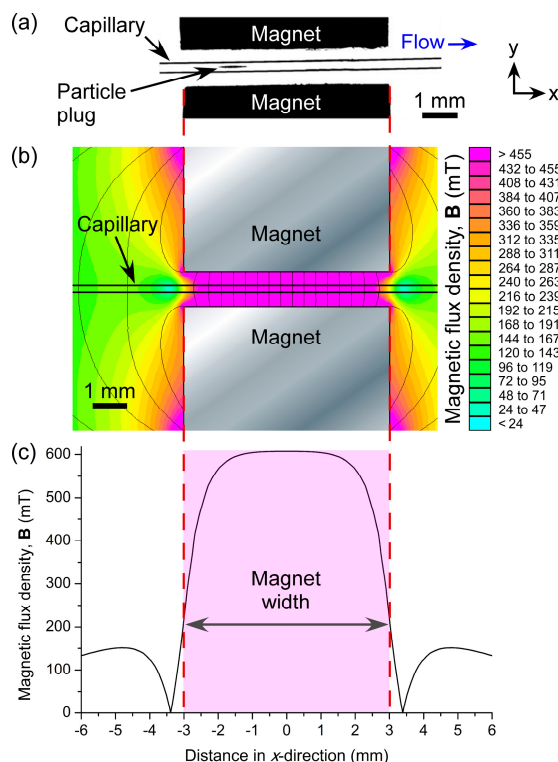 (a)
Capillary
Magnet
Flow
Particle
plug
Magnet
1 mm
y
x
(b)
Capillary
Magnet
Magnet
1 mm
Magnetic flux density, B (mT)
> 455
432 to 455
408 to 431
384 to 407
360 to 383
336 to 359
312 to 335
288 to 311
264 to 287
240 to 263
216 to 239
192 to 215
168 to 191
144 to 167
120 to 143
96 to 119
72 to 95
48 to 71
24 to 47
< 24
(c)
Magnetic flux density, B (mT)
600
500
400
300
200
100
0
Magnet
width
-6 -5 -4 -3 -2 -1 0 1 2 3 4 5 6
Distance in x-direction (mm)